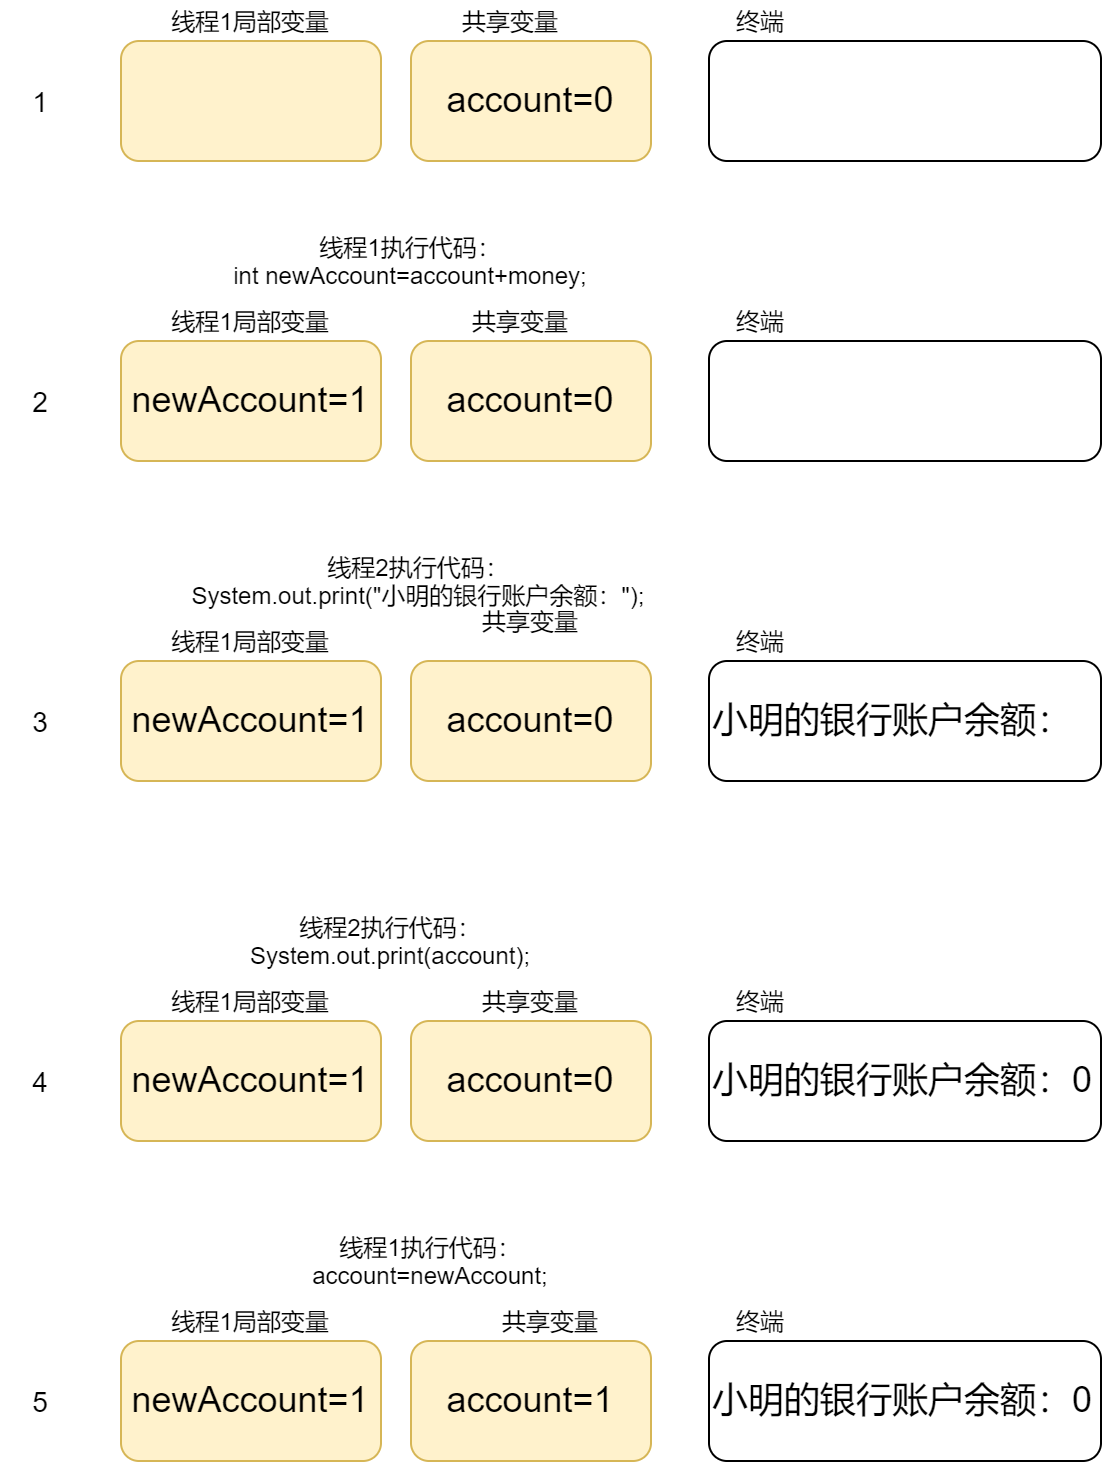 线程1局部变量
共享变量
终端
1
account=0
线程1执行代码：
int newAccount=account+money;
线程1局部变量
共享变量
终端
2
newAccount=1
account=0
线程2执行代码：
System.out.print("小明的银行账户余额：");
共享变量
线程1局部变量
终端
3
newAccount=1
account=0
小明的银行账户余额：
线程2执行代码：
System.out.print(account);
线程1局部变量
共享变量
终端
4
newAccount=1
account=0
小明的银行账户余额：0
线程1执行代码：
account=newAccount;
线程1局部变量
共享变量
终端
5
newAccount=1
account=1
小明的银行账户余额：0